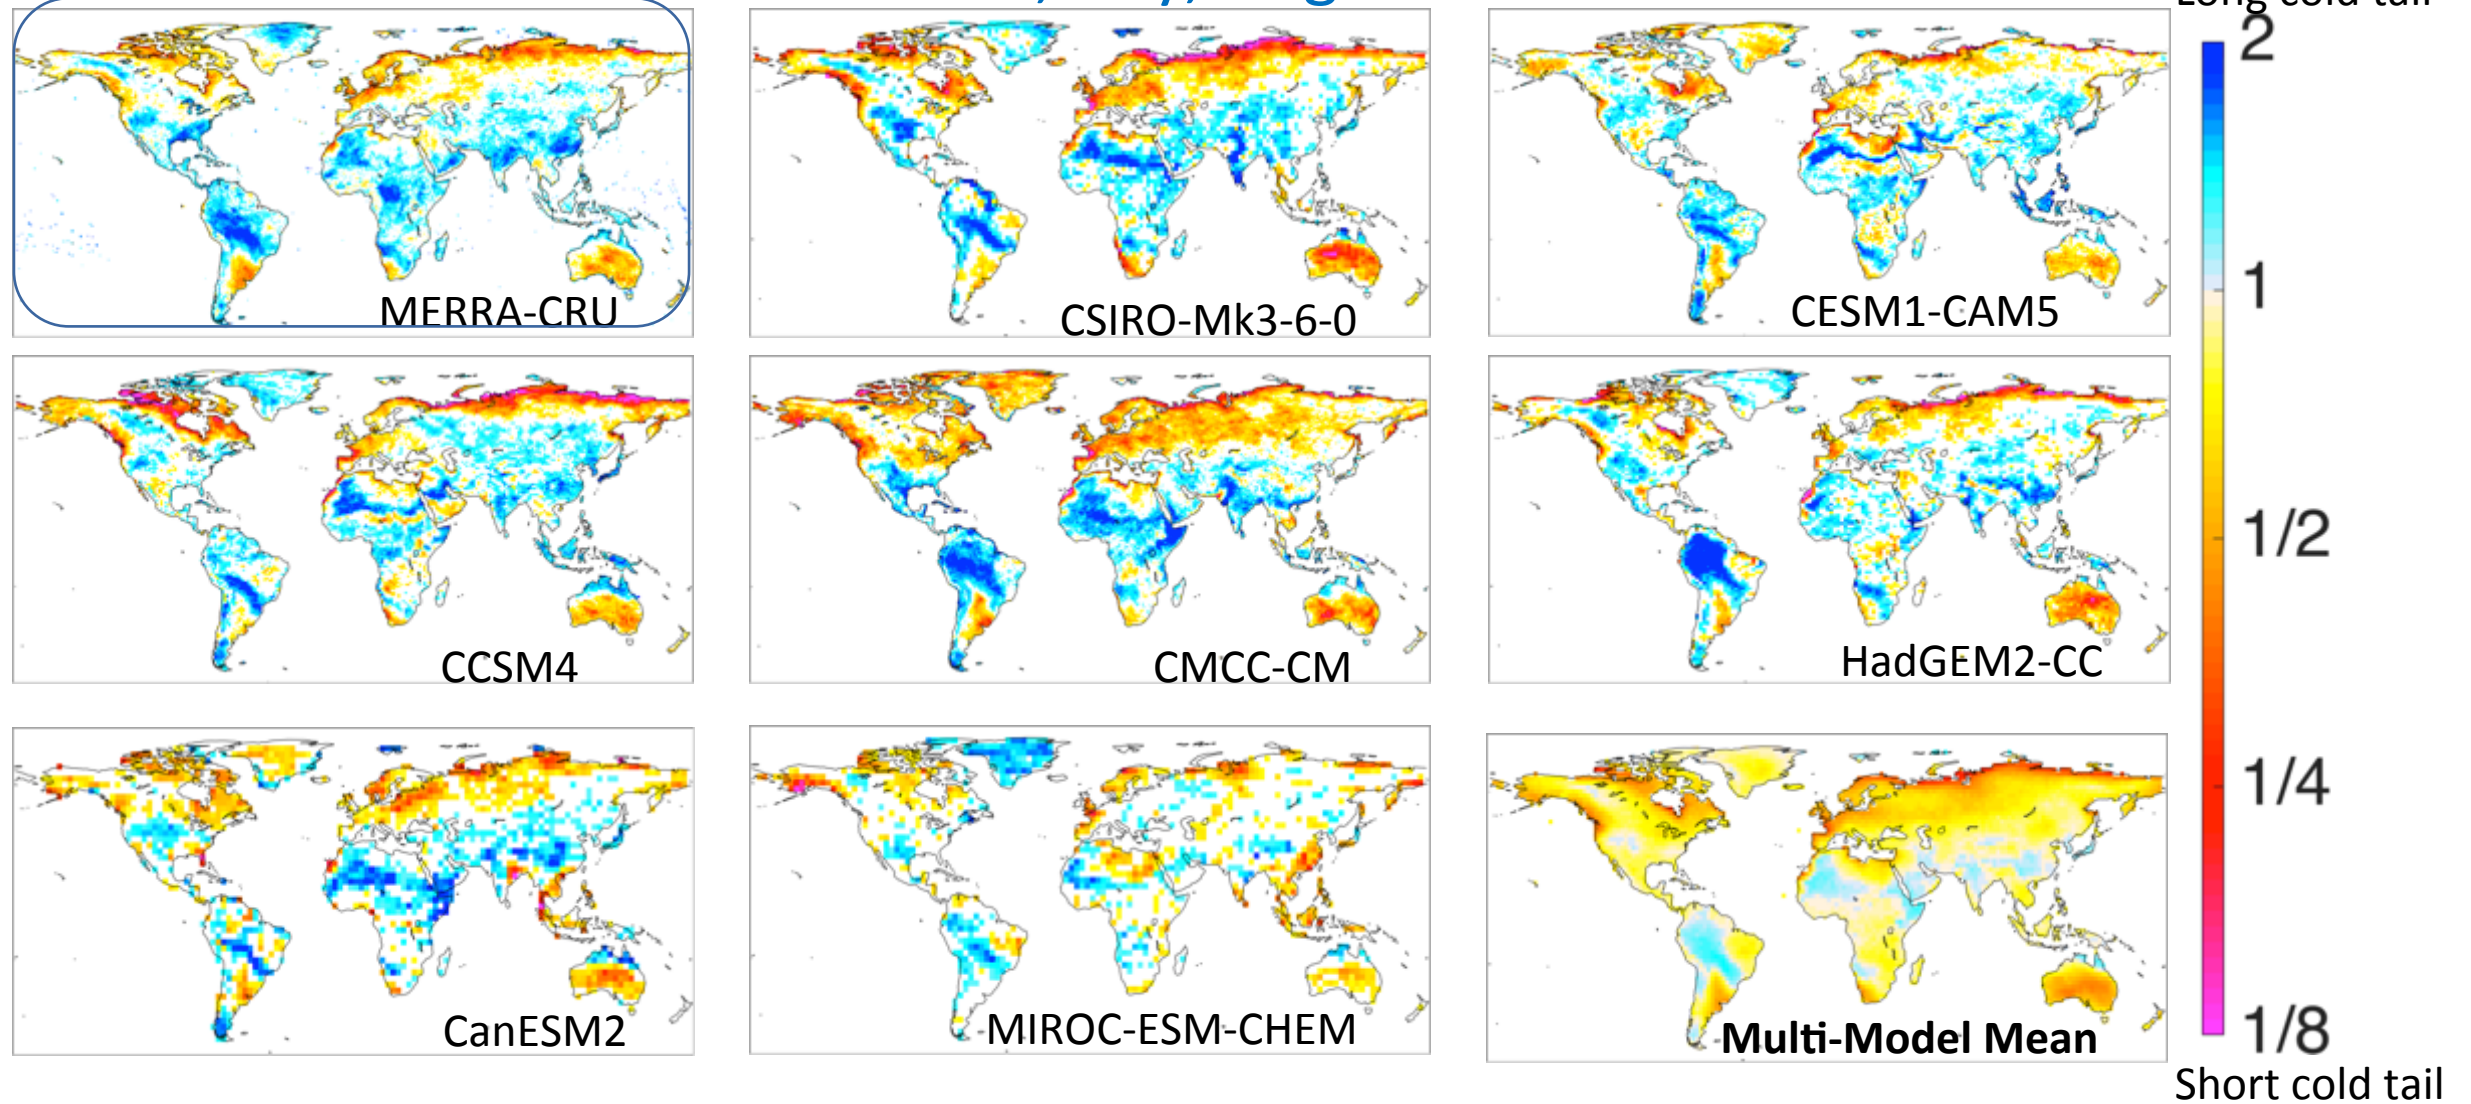 Long cold tail
MERRA-CRU
CSIRO-Mk3-6-0
CESM1-CAM5
CCSM4
CMCC-CM
HadGEM2-CC
CanESM2
MIROC-ESM-CHEM
Multi-Model Mean
2
1
1/2
1/4
1/8
Short cold tail